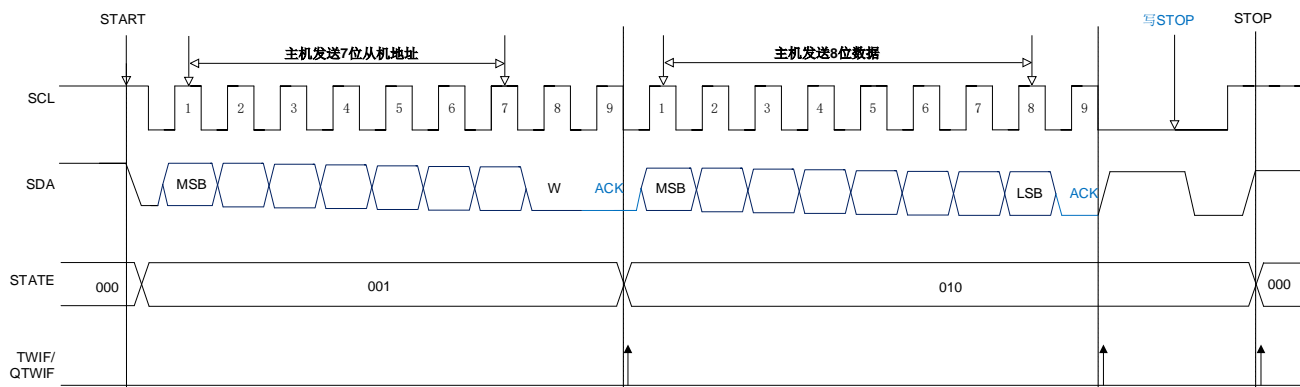 START 写STOP STOP
主机发送7位从机地址 主机发送8位数据
SCL 1 2 3 4 5 6 7 8 9 1 2 3 4 5 6 7 8 9
SDA MSB W ACK MSB LSB ACK
STATE 000 001 010 000
TWIF/
QTWIF